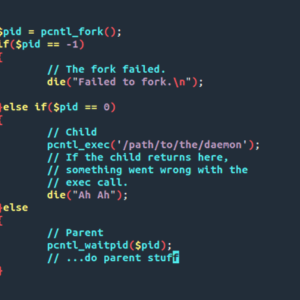 $pid = pcntl_fork();
if($pid == -1)
{
// The fork failed.
die("Failed to fork.\n");
}else if($pid == 0)
{
// Child
pcntl_exec('/path/to/the/daemon');
// If the child returns here,
// something went wrong with the
// exec call.
die("Ah Ah");
}else
{
// Parent
pcntl_waitpid($pid);
// ...do parent stuff
}